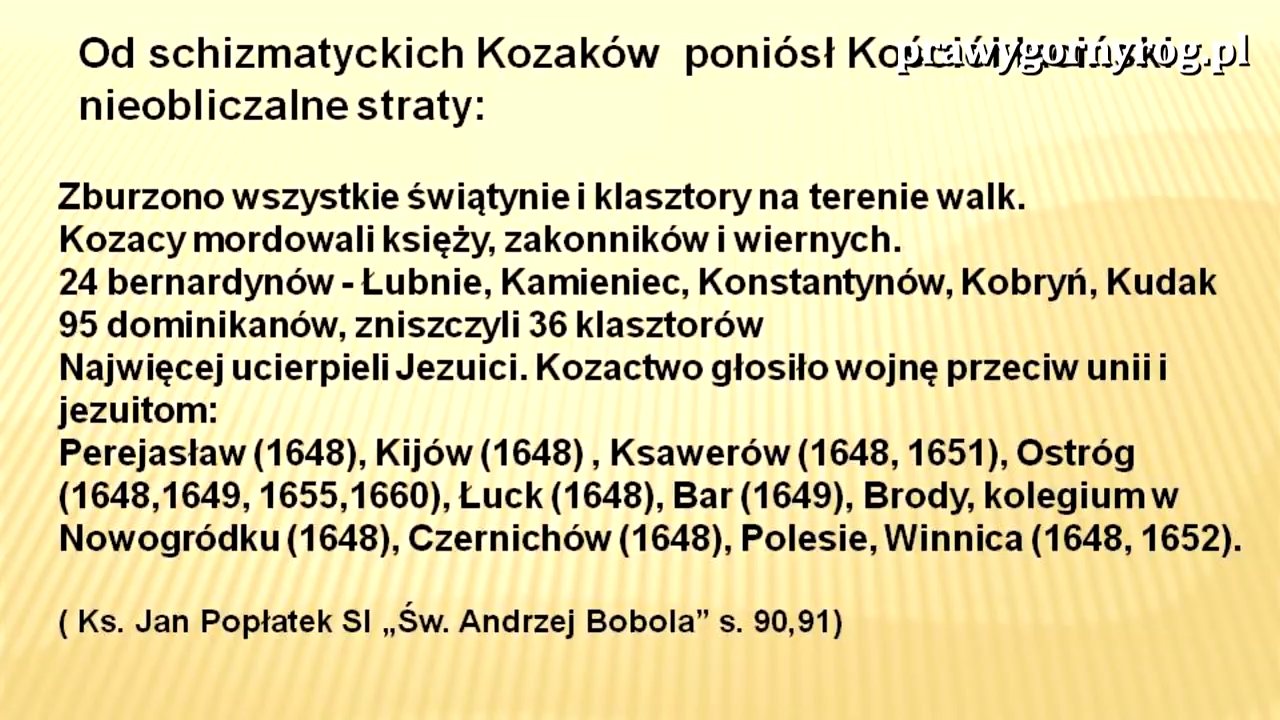 Od schizmatyckich Kozaków poniósł
prawygornyrog.pl
nieobliczalne straty:
Zburzono wszystkie świątynie i klasztory na terenie walk.
Kozacy mordowali księży, zakonników i wiernych.
24 bernardynów - Łubnie, Kamieniec, Konstantynów, Kobryń, Kudak
95 dominikanów, zniszczyli 36 klasztorów
Najwięcej ucierpieli Jezuici. Kozactwo głosiło wojnę przeciw unii i
jezuitom:
Perejasław (1648), Kijów (1648) , Ksawerów (1648, 1651), Ostróg
(1648,1649, 1655,1660), Łuck (1648), Bar (1649), Brody, kolegium w
Nowogródku (1648), Czernichów (1648), Polesie, Winnica (1648, 1652).
( Ks. Jan Popłatek SI „Św. Andrzej Bobola” s. 90,91)